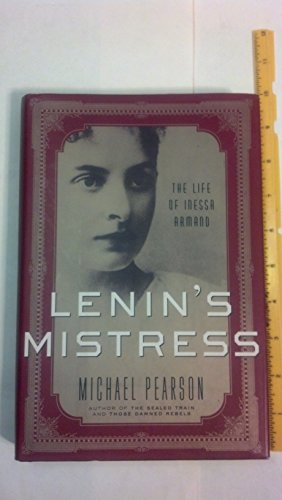 THE LIFE
OF INESSA
ARMAND
LENIN'S
MISTRESS
MICHAEL PEARSON
AUTHOR OF THE SEALED TRAIN
AND THOSE DAMNED REBELS